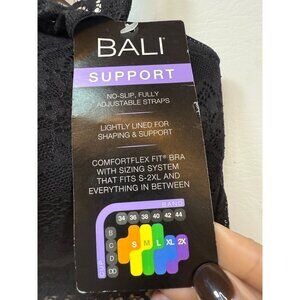 BALI
SUPPORT
NO-SLIP, FULLY
ADJUSTABLE STRAPS
LIGHTLY LINED FOR
SHAPING & SUPPORT
COMFORTFLEX FIT® BRA
WITH SIZING SYSTEM
THAT FITS S-2XL AND
EVERYTHING IN BETWEEN
BAND
34 36 38 40 42 44
CUP
B
C
D
DD
S M L XL 2X